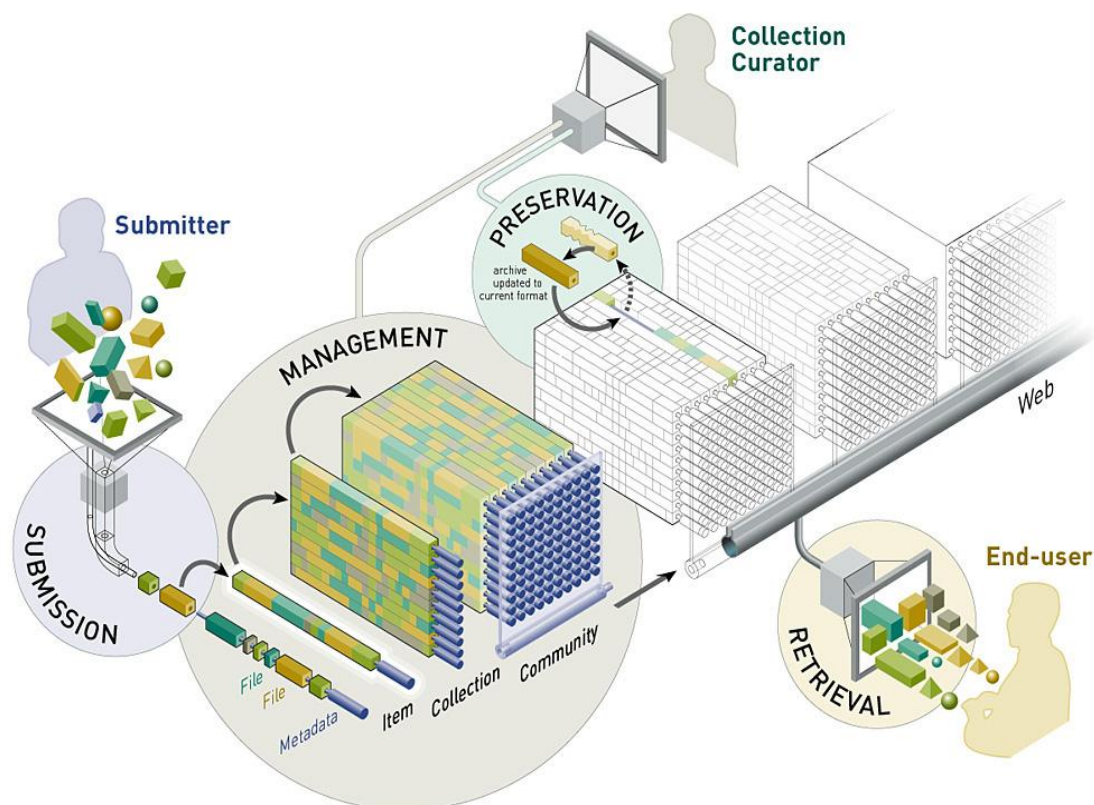 Collection
Curator
Submitter
PRESERVATION
archive
updated to
current format
MANAGEMENT
Web
SUBMISSION
End-user
RETRIEVAL
File
File
Metadata
Item
Collection
Community